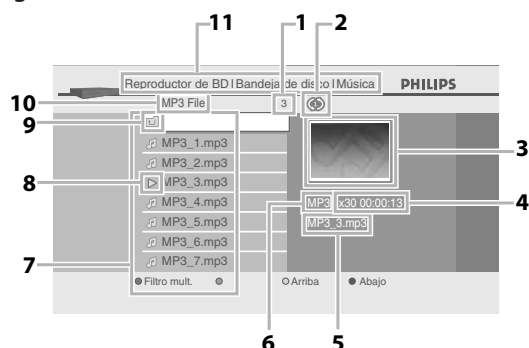 11 1 2
Reproductor de BD I Bandeja de disco I Música PHILIPS
10 MP3 File 3
9
MP3_1.mp3
3
MP3_2.mp3
8 MP3_3.mp3
MP3_4.mp3 MP3 x30 00:00:13 4
MP3_5.mp3 MP3_3.mp3
MP3_6.mp3
7 MP3_7.mp3
Filtro mult. Arriba Abajo
6 5